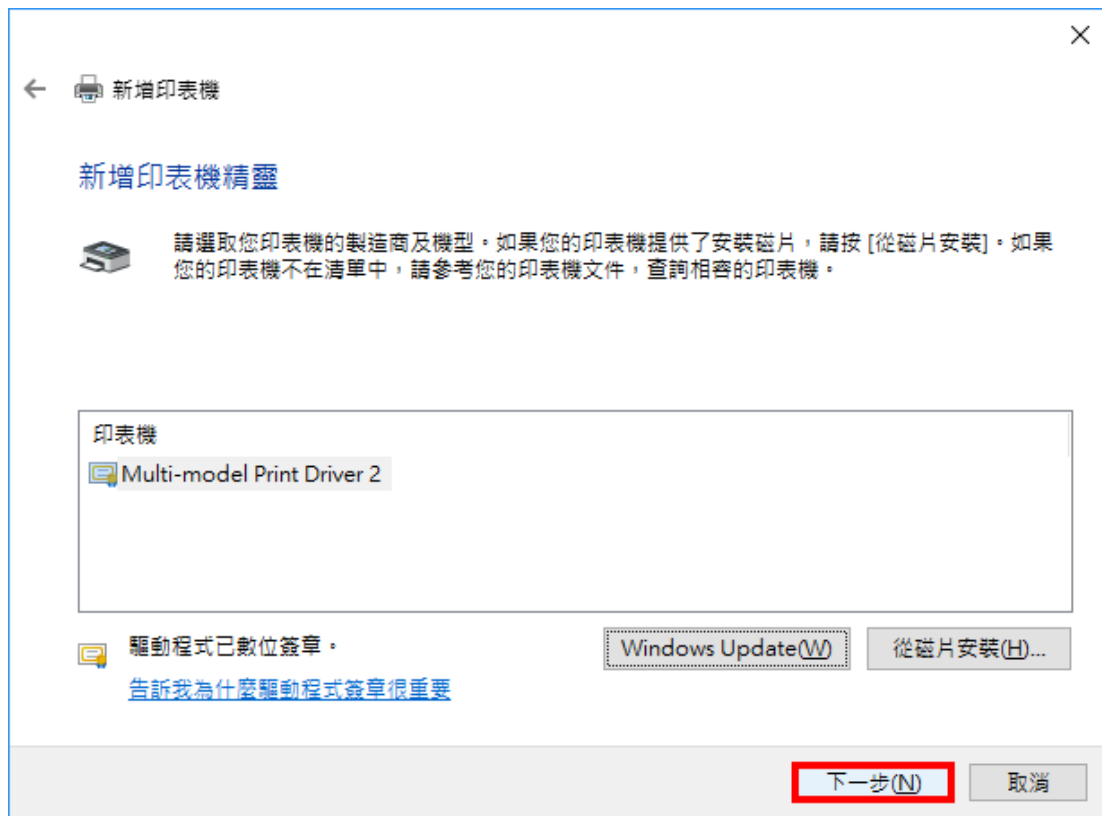 新增印表機
新增印表機精靈
請選取您印表機的製造商及機型。如果您的印表機提供了安裝磁片，請按 [從磁片安裝]。如果
您的印表機不在清單中，請參考您的印表機文件，查詢相容的印表機。
印表機
Multi-model Print Driver 2
驅動程式已數位簽章。
Windows Update(W)
從磁片安裝(H)...
告訴我為什麼驅動程式簽章很重要
下一步(N)
取消